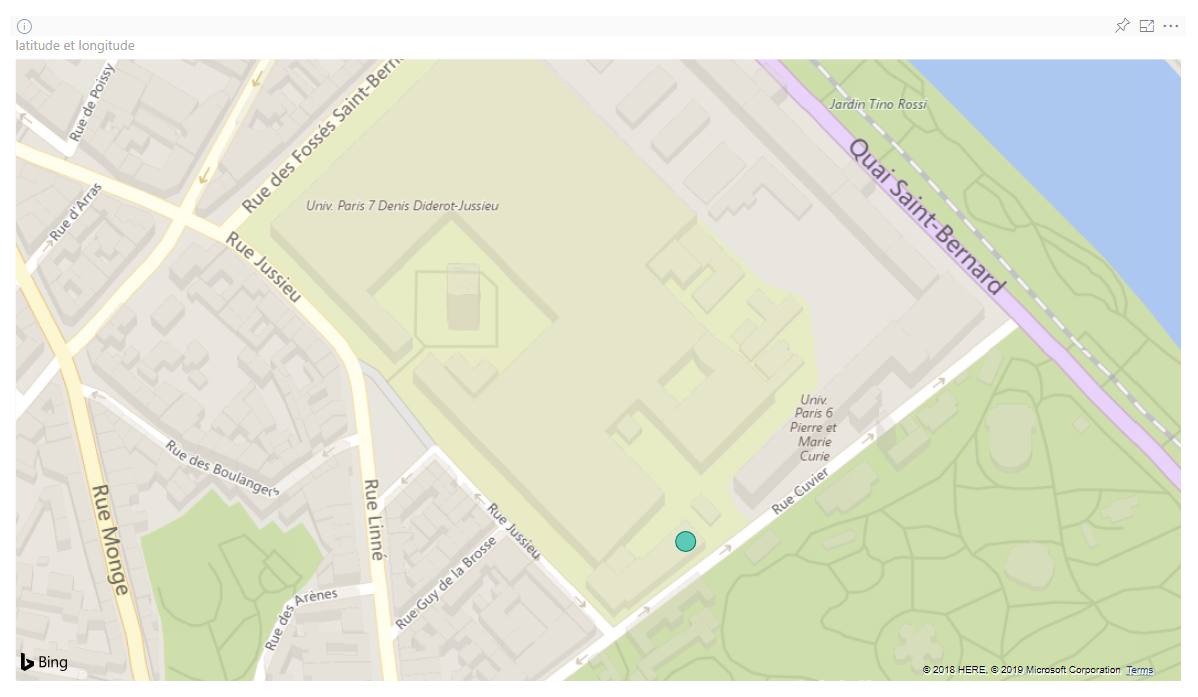 latitude et longitude
Rue de Poissy
Rue des Fossés Saint-Bern
Jardin Tino Rossi
Quai Saint-Bernard
Rue d'Arras
Univ. Paris 7 Denis Diderot-Jussieu
Rue Jussieu
Univ.
Paris 6
Pierre et
Marie
Curie
Rue des Boulangers
Rue Monge
Rue Linné
Rue Jussieu
Rue Cuvier
Rue Guy de la Brosse
Rue des Arènes
Bing
© 2018 HERE, © 2019 Microsoft Corporation Terms